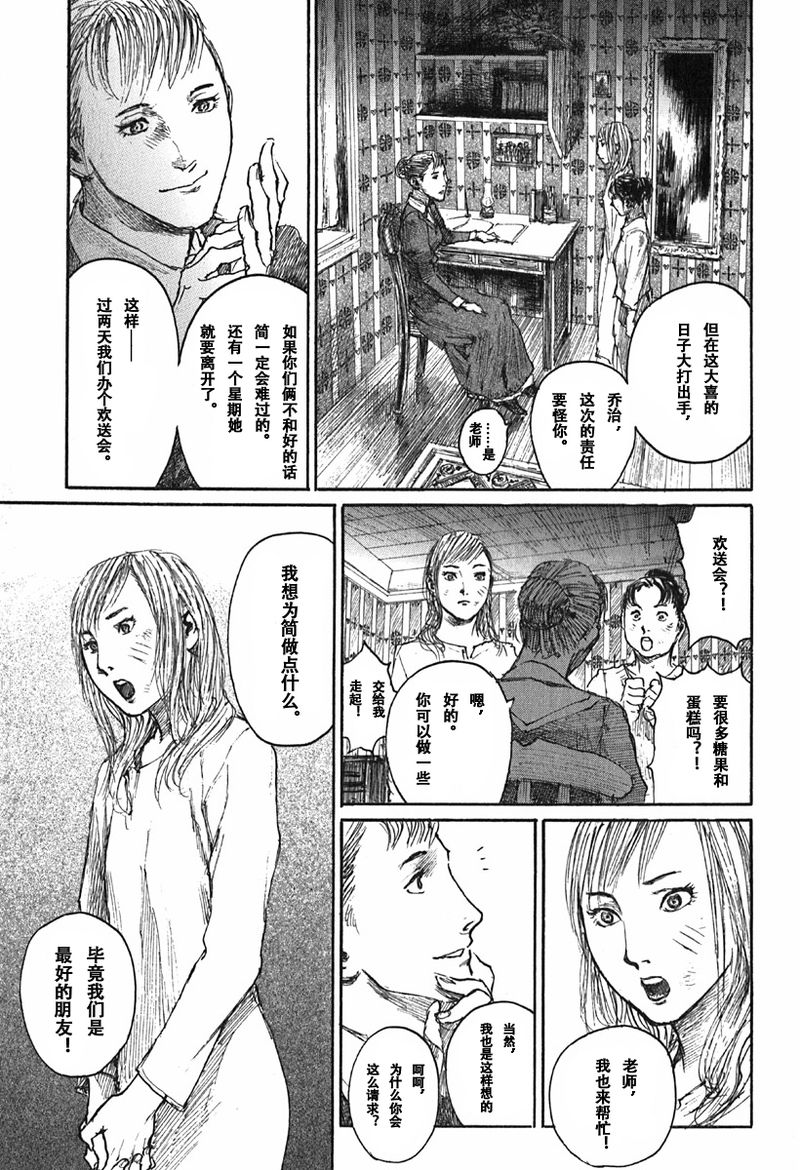 但在这大喜的
日子大打出手，
乔治，
这次的责任
要怪你。
……是
老师
如果你们俩不和好的话
简一定会难过的。
还有一个星期她
就要离开了。
这样——
过两天我们办个欢送会。
欢送会？！
要很多糖果和
蛋糕吗？！
嗯，
好的。
你可以做一些
交给我
走起！
我想为简做点什么。
毕竟我们是
最好的朋友！
老师，
我也来帮忙！
当然，
我也是这样想的
呵呵，
为什么你会
这么请求？